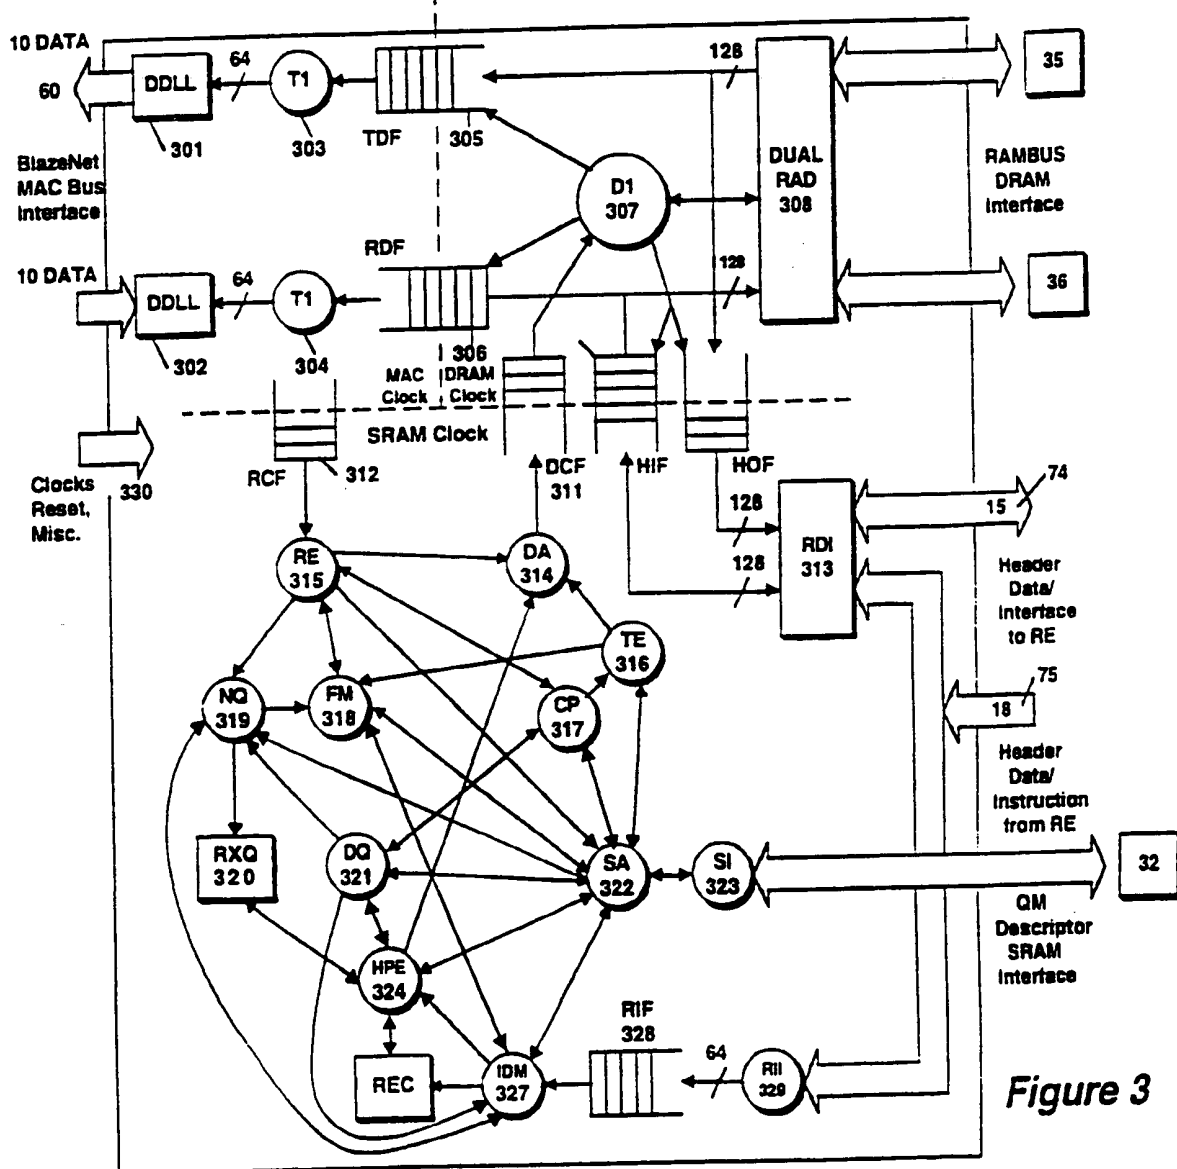 10 DATA
60
DDLL
301
64
T1
303
TDF
305
128
35
BlazeNet
MAC Bus
Interface
D1
307
DUAL
RAD
308
RAMBUS
DRAM
Interface
10 DATA
DDLL
302
64
T1
304
RDF
306
128
36
MAC
Clock
DRAM
Clock
SRAM Clock
330
Clocks
Reset,
Misc.
RCF
312
DCF
311
HIF
HOF
128
128
RDI
313
74
15
Header
Data/
Interface
to RE
RE
315
DA
314
TE
316
NQ
319
FM
318
CP
317
75
18
Header
Data/
Instruction
from RE
RXQ
320
DQ
321
SA
322
SI
323
32
QM
Descriptor
SRAM
Interface
HPE
324
REC
IDM
327
RIF
328
64
RII
329
Figure 3